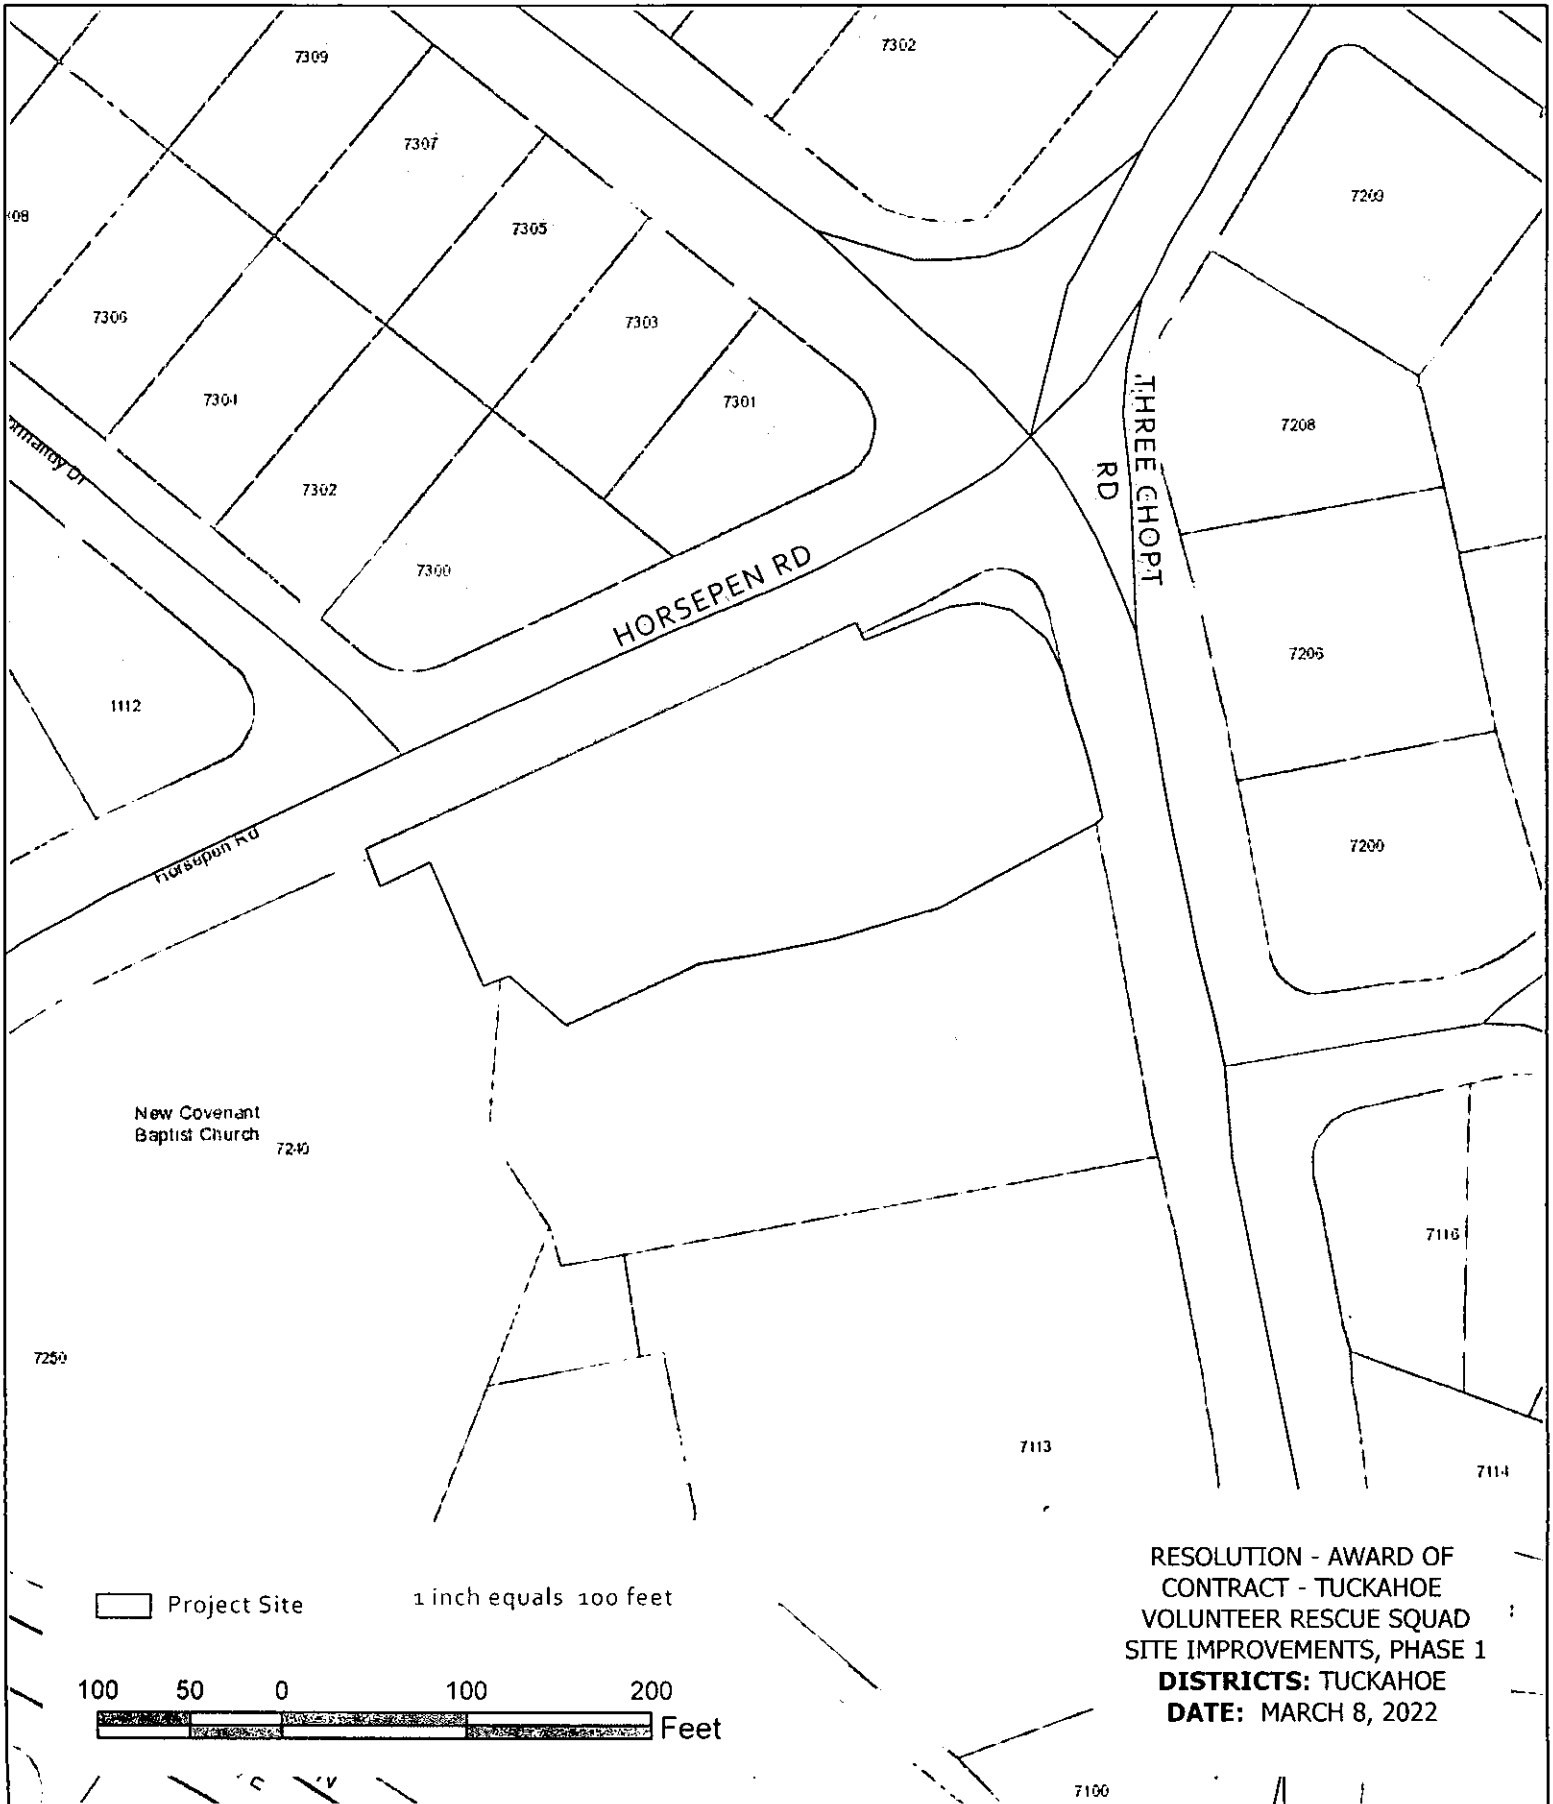 7309
7302
7307
7209
7305
7306
7303
7304
7301
7208
THREE CHOPT
RD
7302
7300
HORSEPEN RD
7206
1112
7200
Horsepen Rd
New Covenant
Baptist Church
7240
7116
7250
7113
7114
Project Site
1 inch equals 100 feet
100 50 0 100 200
Feet
RESOLUTION - AWARD OF
CONTRACT - TUCKAHOE
VOLUNTEER RESCUE SQUAD
SITE IMPROVEMENTS, PHASE 1
DISTRICTS: TUCKAHOE
DATE: MARCH 8, 2022
7100